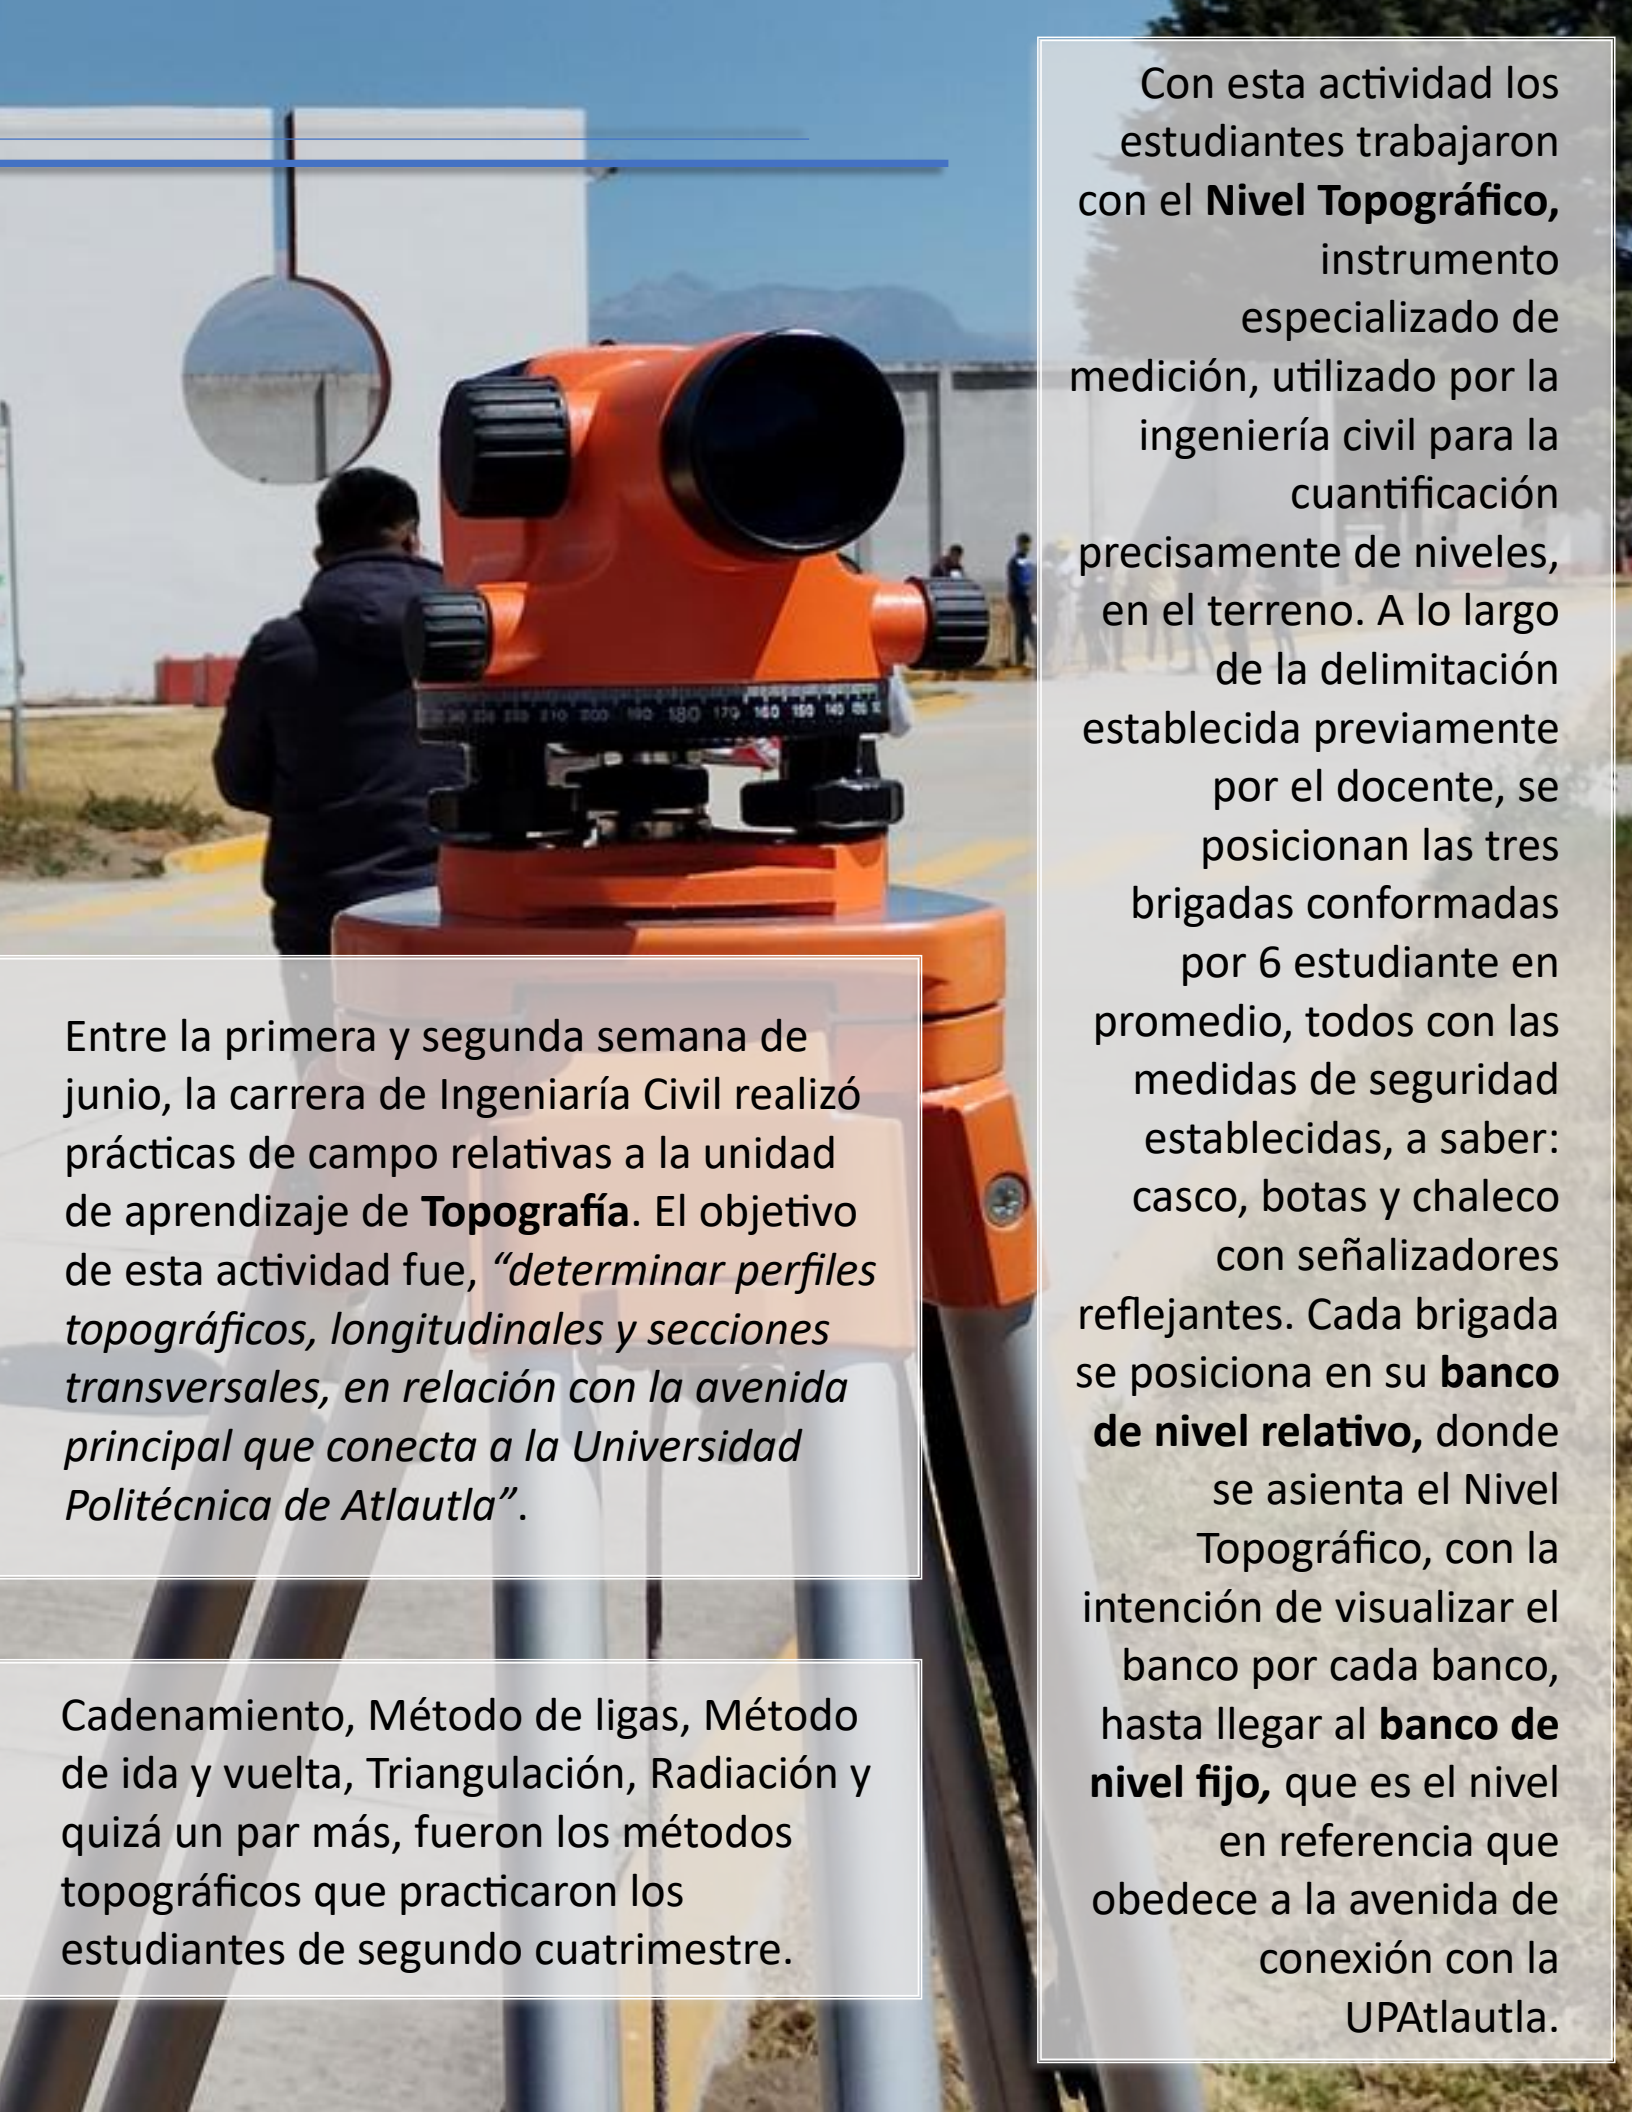 Entre la primera y segunda semana de
junio, la carrera de Ingeniaría Civil realizó
prácticas de campo relativas a la unidad
de aprendizaje de Topografía. El objetivo
de esta actividad fue, “determinar perfiles
topográficos, longitudinales y secciones
transversales, en relación con la avenida
principal que conecta a la Universidad
Politécnica de Atlautla”.
Cadenamiento, Método de ligas, Método
de ida y vuelta, Triangulación, Radiación y
quizá un par más, fueron los métodos
topográficos que practicaron los
estudiantes de segundo cuatrimestre.
Con esta actividad los
estudiantes trabajaron
con el Nivel Topográfico,
instrumento
especializado de
medición, utilizado por la
ingeniería civil para la
cuantificación
precisamente de niveles,
en el terreno. A lo largo
de la delimitación
establecida previamente
por el docente, se
posicionan las tres
brigadas conformadas
por 6 estudiante en
promedio, todos con las
medidas de seguridad
establecidas, a saber:
casco, botas y chaleco
con señalizadores
reflejantes. Cada brigada
se posiciona en su banco
de nivel relativo, donde
se asienta el Nivel
Topográfico, con la
intención de visualizar el
banco por cada banco,
hasta llegar al banco de
nivel fijo, que es el nivel
en referencia que
obedece a la avenida de
conexión con la
UPAtlautla.
210 200 190 180 170 160 150 140